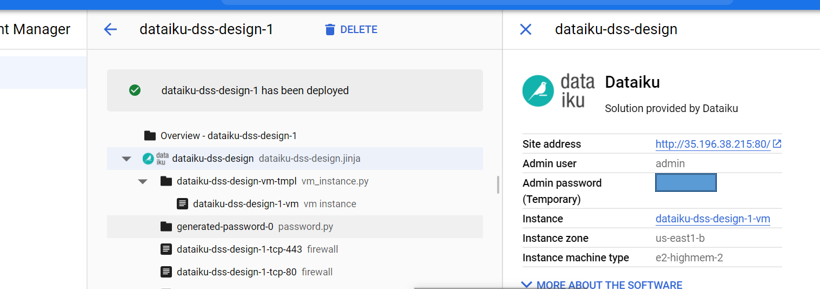 nt Manager
dataiku-dss-design-1
DELETE
dataiku-dss-design-1 has been deployed
Overview - dataiku-dss-design-1
data iku dataiku-dss-design dataiku-dss-design.jinja
dataiku-dss-design-vm-tmpl vm_instance.py
dataiku-dss-design-1-vm vm instance
generated-password-0 password.py
dataiku-dss-design-1-tcp-443 firewall
dataiku-dss-design-1-tcp-80 firewall
dataiku-dss-design
data
iku
Dataiku
Solution provided by Dataiku
Site address http://35.196.38.215:80/
Admin user admin
Admin password
(Temporary)
Instance dataiku-dss-design-1-vm
Instance zone us-east1-b
Instance machine type e2-highmem-2
MORE ABOUT THE SOFTWARE